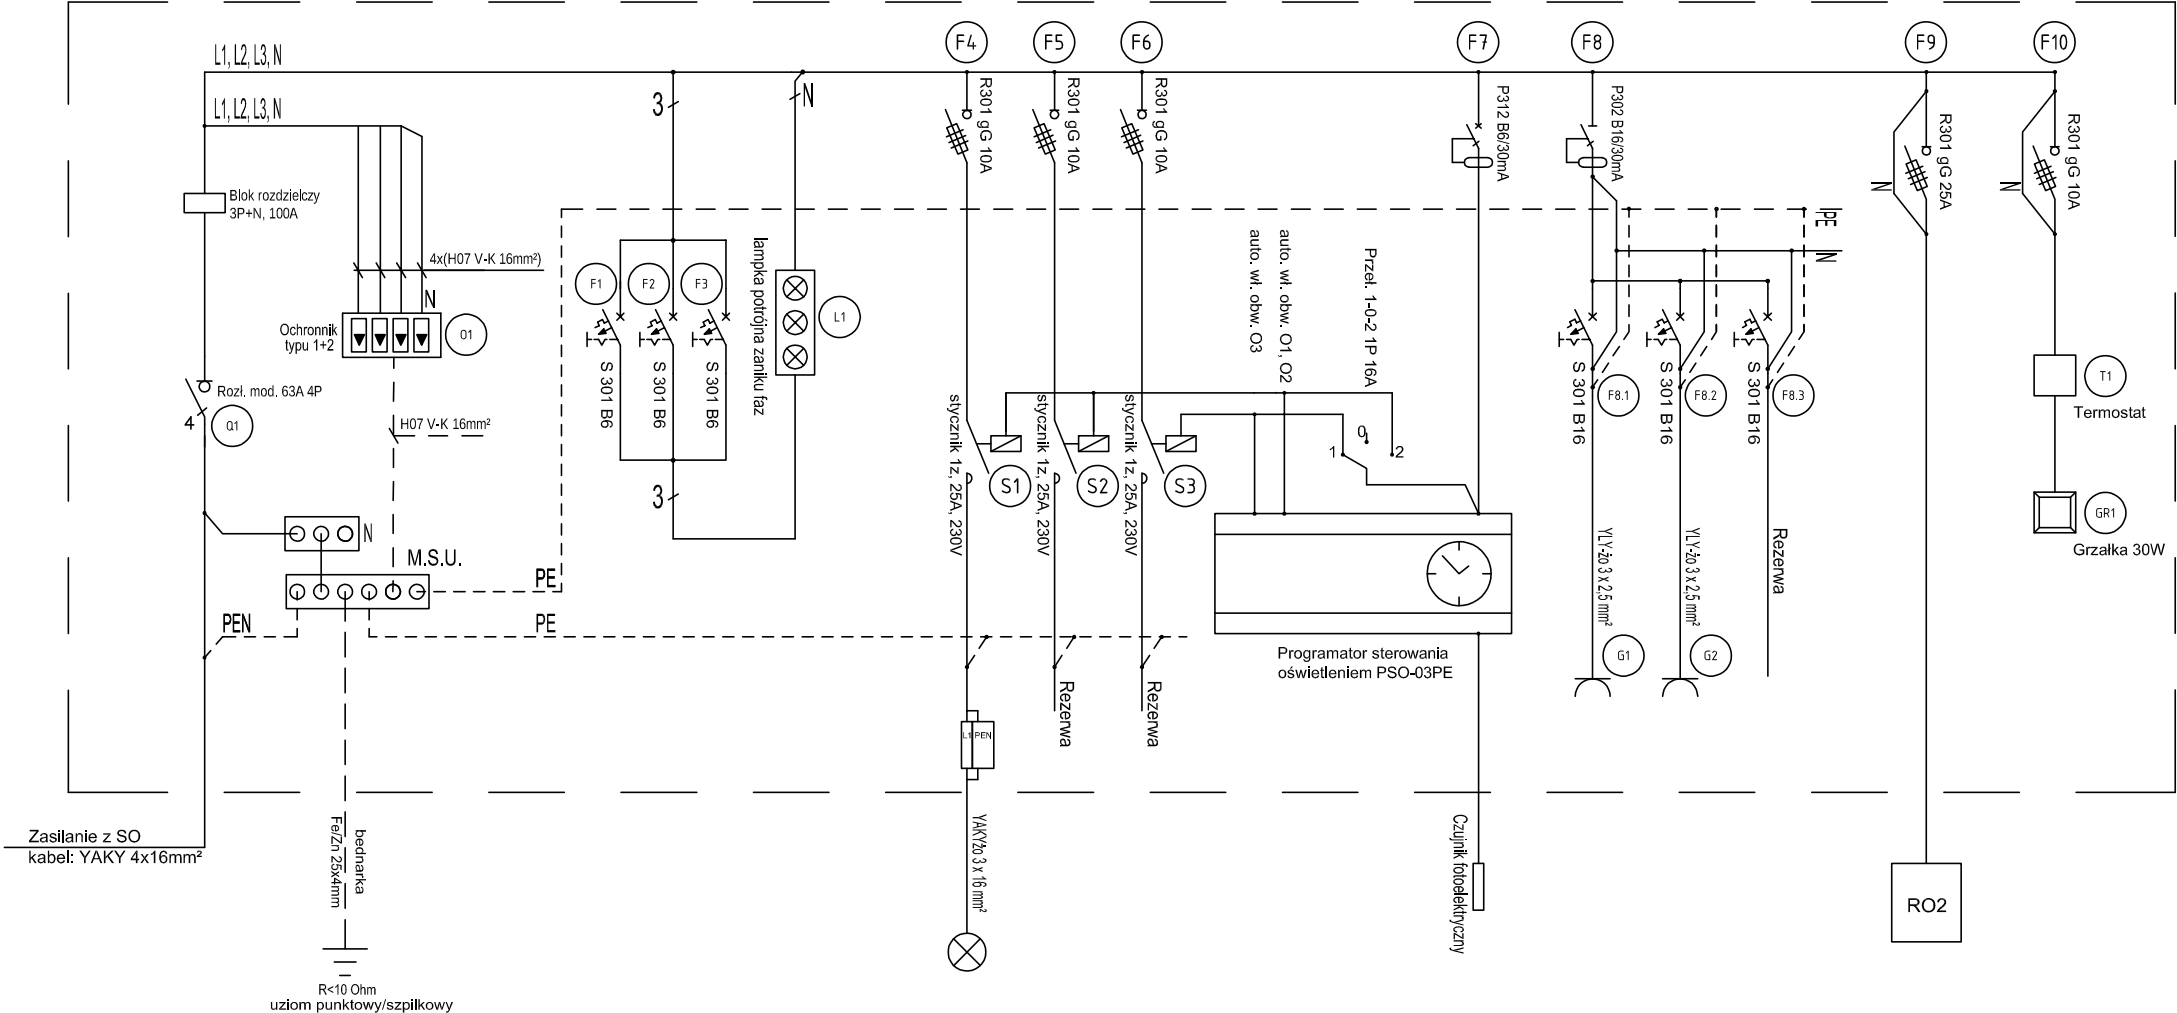 F4
F5
F6
F7
F8
F9
F10
L1, L2, L3, N
L1, L2, L3, N
3
N
R301 gG 10A
R301 gG 10A
R301 gG 10A
P312 B6/30mA
P302 B16/30mA
R301 gG 25A
N
R301 gG 10A
N
Blok rozdzielczy
3P+N, 100A
4x(H07 V-K 16mm²)
N
Ochronnik
typu 1+2
O1
F1
F2
F3
S 301 B6
S 301 B6
S 301 B6
lampka potrójna zaniku faz
L1
auto. wł. obw. O3
auto. wł. obw. O1, O2
Przeł. 1-0-2 1P 16A
PE
N
S 301 B16
S 301 B16
S 301 B16
F8.1
F8.2
F8.3
T1
Termostat
Rozł. mod. 63A 4P
4
Q1
H07 V-K 16mm²
3
stycznik 1z, 25A, 230V
stycznik 1z, 25A, 230V
stycznik 1z, 25A, 230V
S1
S2
S3
1
0
2
N
M.S.U.
PE
PEN
PE
YLY-żo 3 x 2,5 mm²
YLY-żo 3 x 2,5 mm²
Rezerwa
GR1
Grzałka 30W
Programator sterowania
oświetleniem PSO-03PE
G1
G2
Rezerwa
Rezerwa
L1
PEN
Zasilanie z SO
kabel: YAKY 4x16mm²
bednarka
Fe/Zn 25x4mm
YAKYżo 3 x 16 mm²
Czujnik fotoelektryczny
RO2
R<10 Ohm
uziom punktowy/szpilkowy